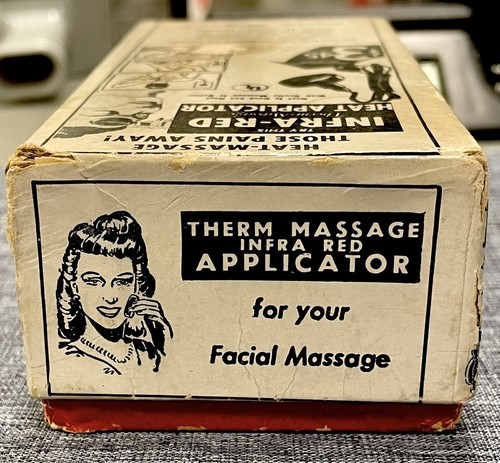 HEAT-MASSAGE
THOSE PAINS AWAY!
TRY THIS
INFRA-RED
HEAT APPLICATOR
THERM MASSAGE
INFRA RED
APPLICATOR
for your
Facial Massage